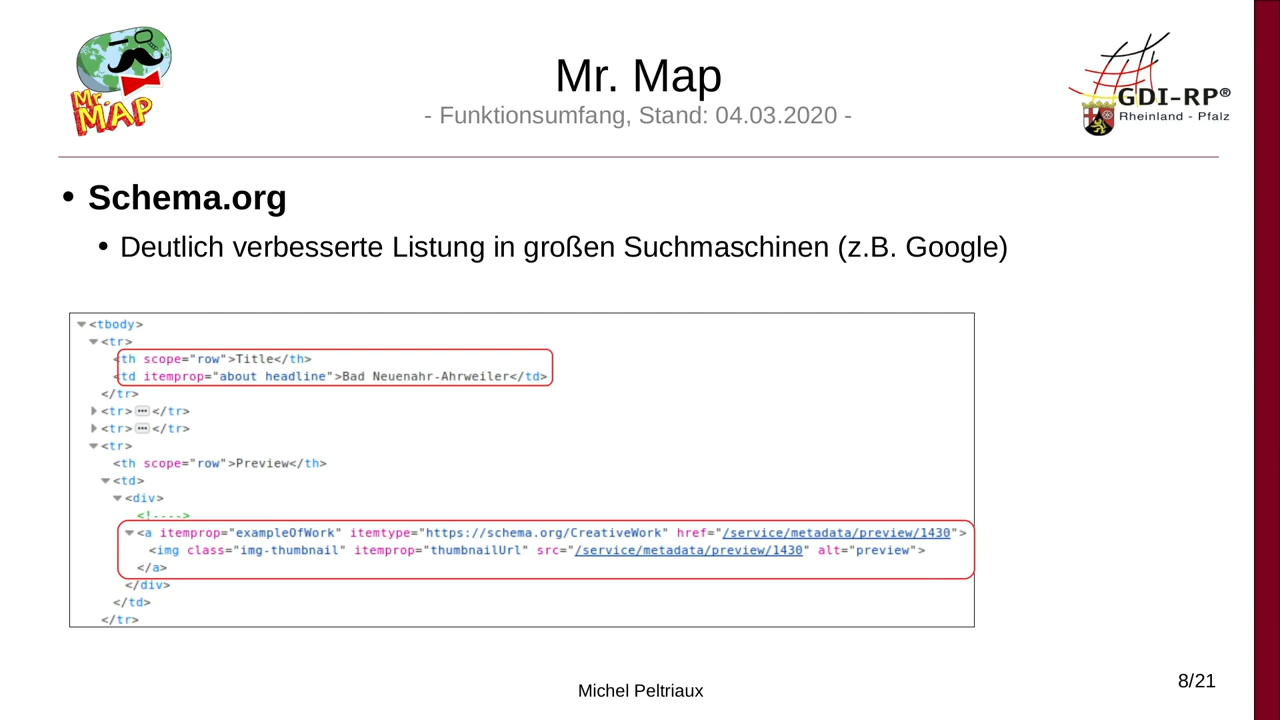 Mr. MAP
Mr. Map
- Funktionsumfang, Stand: 04.03.2020 -
GDI-RP®
Rheinland - Pfalz
• Schema.org
• Deutlich verbesserte Listung in großen Suchmaschinen (z.B. Google)
<tbody>
<tr>
<th scope="row">Title</th>
<td itemprop="about headline">Bad Neuenahr-Ahrweiler</td>
</tr>
<tr>…</tr>
<tr>…</tr>
<tr>
<th scope="row">Preview</th>
<td>
<div>
<!---->
<a itemprop="exampleOfWork" itemtype="https://schema.org/CreativeWork" href="/service/metadata/preview/1430">
<img class="img-thumbnail" itemprop="thumbnailUrl" src="/service/metadata/preview/1430" alt="preview">
</a>
</div>
</td>
</tr>
Michel Peltriaux
8/21